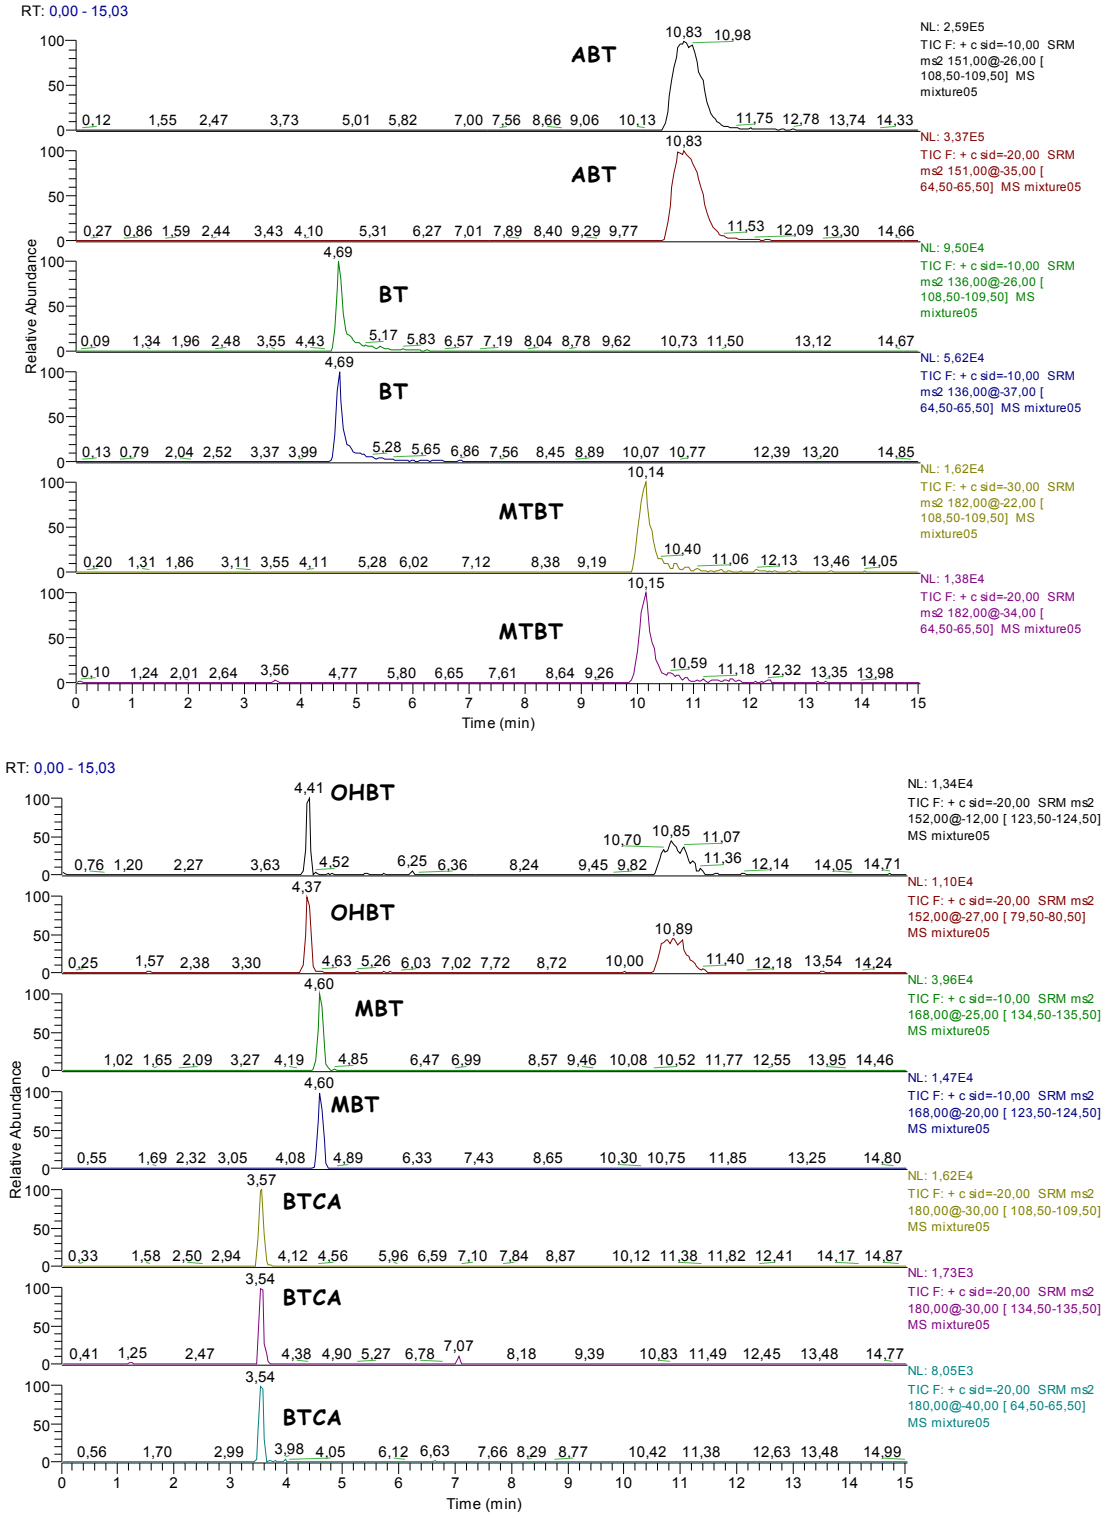 RT: 0,00 - 15,03
NL: 2,59E5
TIC F: + c sid=-10,00 SRM
ms2 151,00@-26,00 [
108,50-109,50] MS
mixture05
ABT
10,83 10,98
100
50
0
0,12 1,55 2,47 3,73 5,01 5,82 7,00 7,56 8,66 9,06 10,13 11,75 12,78 13,74 14,33
NL: 3,37E5
TIC F: + c sid=-20,00 SRM
ms2 151,00@-35,00 [
64,50-65,50] MS mixture05
ABT
10,83
100
50
0
0,27 0,86 1,59 2,44 3,43 4,10 5,31 6,27 7,01 7,89 8,40 9,29 9,77 11,53 12,09 13,30 14,66
NL: 9,50E4
TIC F: + c sid=-10,00 SRM
ms2 136,00@-26,00 [
108,50-109,50] MS
mixture05
4,69
BT
100
50
0
0,09 1,34 1,96 2,48 3,55 4,43 5,17 5,83 6,57 7,19 8,04 8,78 9,62 10,73 11,50 13,12 14,67
Relative Abundance
NL: 5,62E4
TIC F: + c sid=-10,00 SRM
ms2 136,00@-37,00 [
64,50-65,50] MS mixture05
4,69
BT
100
50
0
0,13 0,79 2,04 2,52 3,37 3,99 5,28 5,65 6,86 7,56 8,45 8,89 10,07 10,77 12,39 13,20 14,85
NL: 1,62E4
TIC F: + c sid=-30,00 SRM
ms2 182,00@-22,00 [
108,50-109,50] MS
mixture05
10,14
MTBT
100
50
0
0,20 1,31 1,86 3,11 3,55 4,11 5,28 6,02 7,12 8,38 9,19 10,40 11,06 12,13 13,46 14,05
NL: 1,38E4
TIC F: + c sid=-20,00 SRM
ms2 182,00@-34,00 [
64,50-65,50] MS mixture05
10,15
MTBT
100
50
0
0,10 1,24 2,01 2,64 3,56 4,77 5,80 6,65 7,61 8,64 9,26 10,59 11,18 12,32 13,35 13,98
0 1 2 3 4 5 6 7 8 9 10 11 12 13 14 15
Time (min)
RT: 0,00 - 15,03
NL: 1,34E4
TIC F: + c sid=-20,00 SRM ms2
152,00@-12,00 [ 123,50-124,50]
MS mixture05
4,41
OHBT
100
50
0
0,76 1,20 2,27 3,63 4,52 6,25 6,36 8,24 9,45 9,82 10,70 10,85 11,07 11,36 12,14 14,05 14,71
NL: 1,10E4
TIC F: + c sid=-20,00 SRM ms2
152,00@-27,00 [ 79,50-80,50]
MS mixture05
4,37
OHBT
100
50
0
0,25 1,57 2,38 3,30 4,63 5,26 6,03 7,02 7,72 8,72 10,00 10,89 11,40 12,18 13,54 14,24
NL: 3,96E4
TIC F: + c sid=-10,00 SRM ms2
168,00@-25,00 [ 134,50-135,50]
MS mixture05
4,60
MBT
100
50
0
1,02 1,65 2,09 3,27 4,19 4,85 6,47 6,99 8,57 9,46 10,08 10,52 11,77 12,55 13,95 14,46
Relative Abundance
NL: 1,47E4
TIC F: + c sid=-10,00 SRM ms2
168,00@-20,00 [ 123,50-124,50]
MS mixture05
4,60
MBT
100
50
0
0,55 1,69 2,32 3,05 4,08 4,89 6,33 7,43 8,65 10,30 10,75 11,85 13,25 14,80
NL: 1,62E4
TIC F: + c sid=-20,00 SRM ms2
180,00@-30,00 [ 108,50-109,50]
MS mixture05
3,57
BTCA
100
50
0
0,33 1,58 2,50 2,94 4,12 4,56 5,96 6,59 7,10 7,84 8,87 10,12 11,38 11,82 12,41 14,17 14,87
NL: 1,73E3
TIC F: + c sid=-20,00 SRM ms2
180,00@-30,00 [ 134,50-135,50]
MS mixture05
3,54
BTCA
100
50
0
0,41 1,25 2,47 4,38 4,90 5,27 6,78 7,07 8,18 9,39 10,83 11,49 12,45 13,48 14,77
NL: 8,05E3
TIC F: + c sid=-20,00 SRM ms2
180,00@-40,00 [ 64,50-65,50]
MS mixture05
3,54
BTCA
100
50
0
0,56 1,70 2,99 3,98 4,05 6,12 6,63 7,66 8,29 8,77 10,42 11,38 12,63 13,48 14,99
0 1 2 3 4 5 6 7 8 9 10 11 12 13 14 15
Time (min)